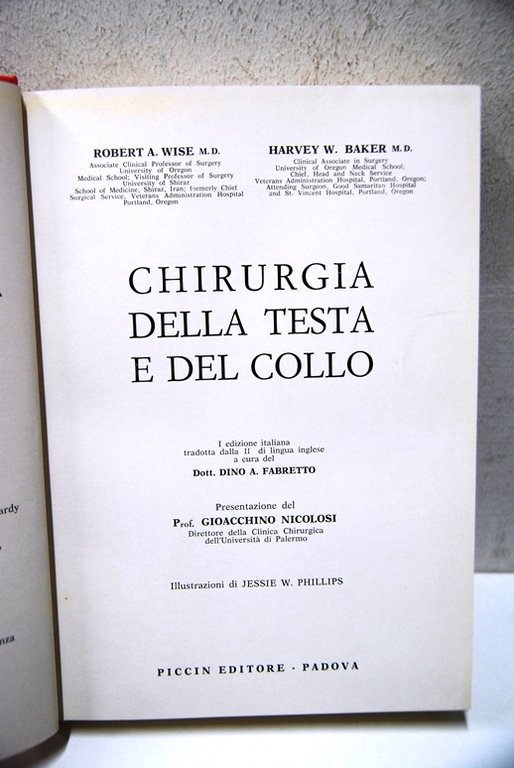 ROBERT A. WISE M.D.
Associate Clinical Professor of Surgery
University of Oregon
Medical School; Visiting Professor of Surgery
University of Shiraz
School of Medicine, Shiraz, Iran; formerly Chief
Surgical Service, Veterans Administration Hospital
Portland, Oregon
HARVEY W. BAKER M.D.
Clinical Associate in Surgery
University of Oregon Medical School;
Chief, Head and Neck Service
Veterans Administration Hospital, Portland, Oregon;
Attending Surgeon, Good Samaritan Hospital
and St. Vincent Hospital, Portland, Oregon
CHIRURGIA
DELLA TESTA
E DEL COLLO
I edizione italiana
tradotta dalla II di lingua inglese
a cura del
Dott. DINO A. FABRETTO
Presentazione del
Prof. GIOACCHINO NICOLOSI
Direttore della Clinica Chirurgica
dell'Università di Palermo
Illustrazioni di JESSIE W. PHILLIPS
PICCIN EDITORE - PADOVA